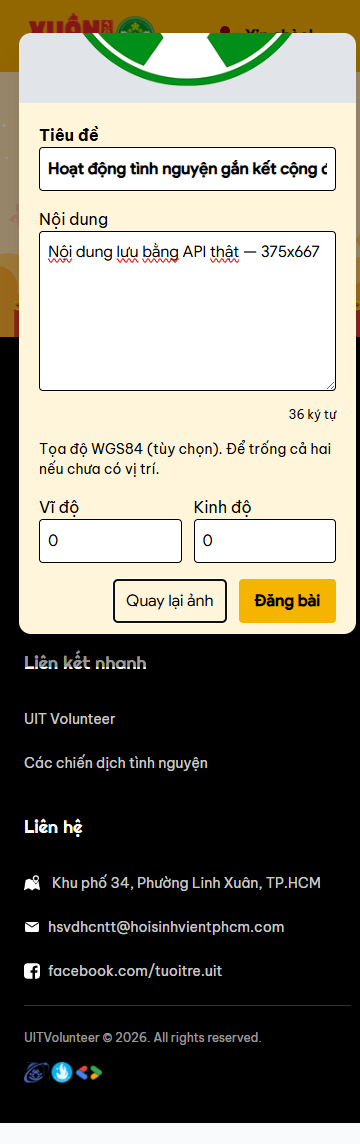 XUÂN
Tiêu đề
Hoạt động tình nguyện gắn kết cộng đ
Nội dung
Nội dung lưu bằng API thật — 375x667
36 ký tự
Tọa độ WGS84 (tùy chọn). Để trống cả hai
nếu chưa có vị trí.
Vĩ độ Kinh độ
0 0
Quay lại ảnh Đăng bài
Liên kết nhanh
UIT Volunteer
Các chiến dịch tình nguyện
Liên hệ
Khu phố 34, Phường Linh Xuân, TP.HCM
hsvdhcntt@hoisinhvientphcm.com
facebook.com/tuoitre.uit
UITVolunteer © 2026. All rights reserved.